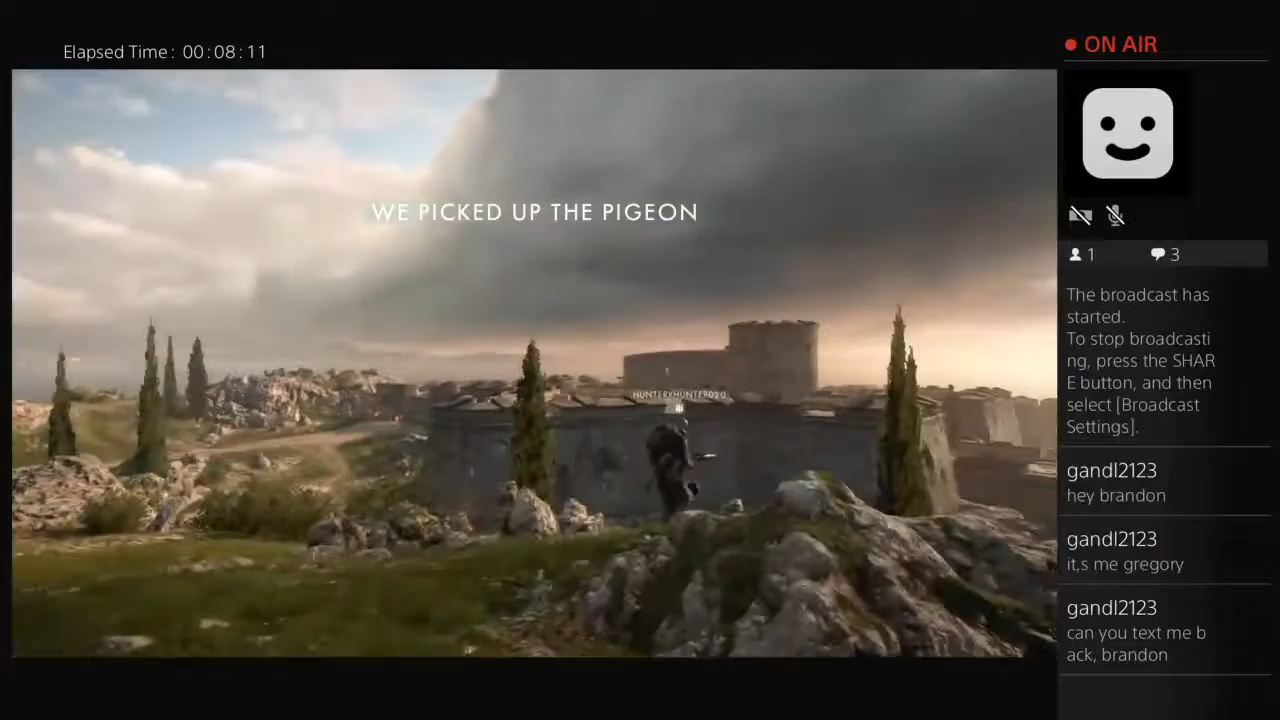 Elapsed Time: 00:08:11
ON AIR
WE PICKED UP THE PIGEON
HUNTERXHUNTER020
1
3
The broadcast has
started.
To stop broadcasti
ng, press the SHAR
E button, and then
select [Broadcast
Settings].
gandl2123
hey brandon
gandl2123
it,s me gregory
gandl2123
can you text me b
ack, brandon